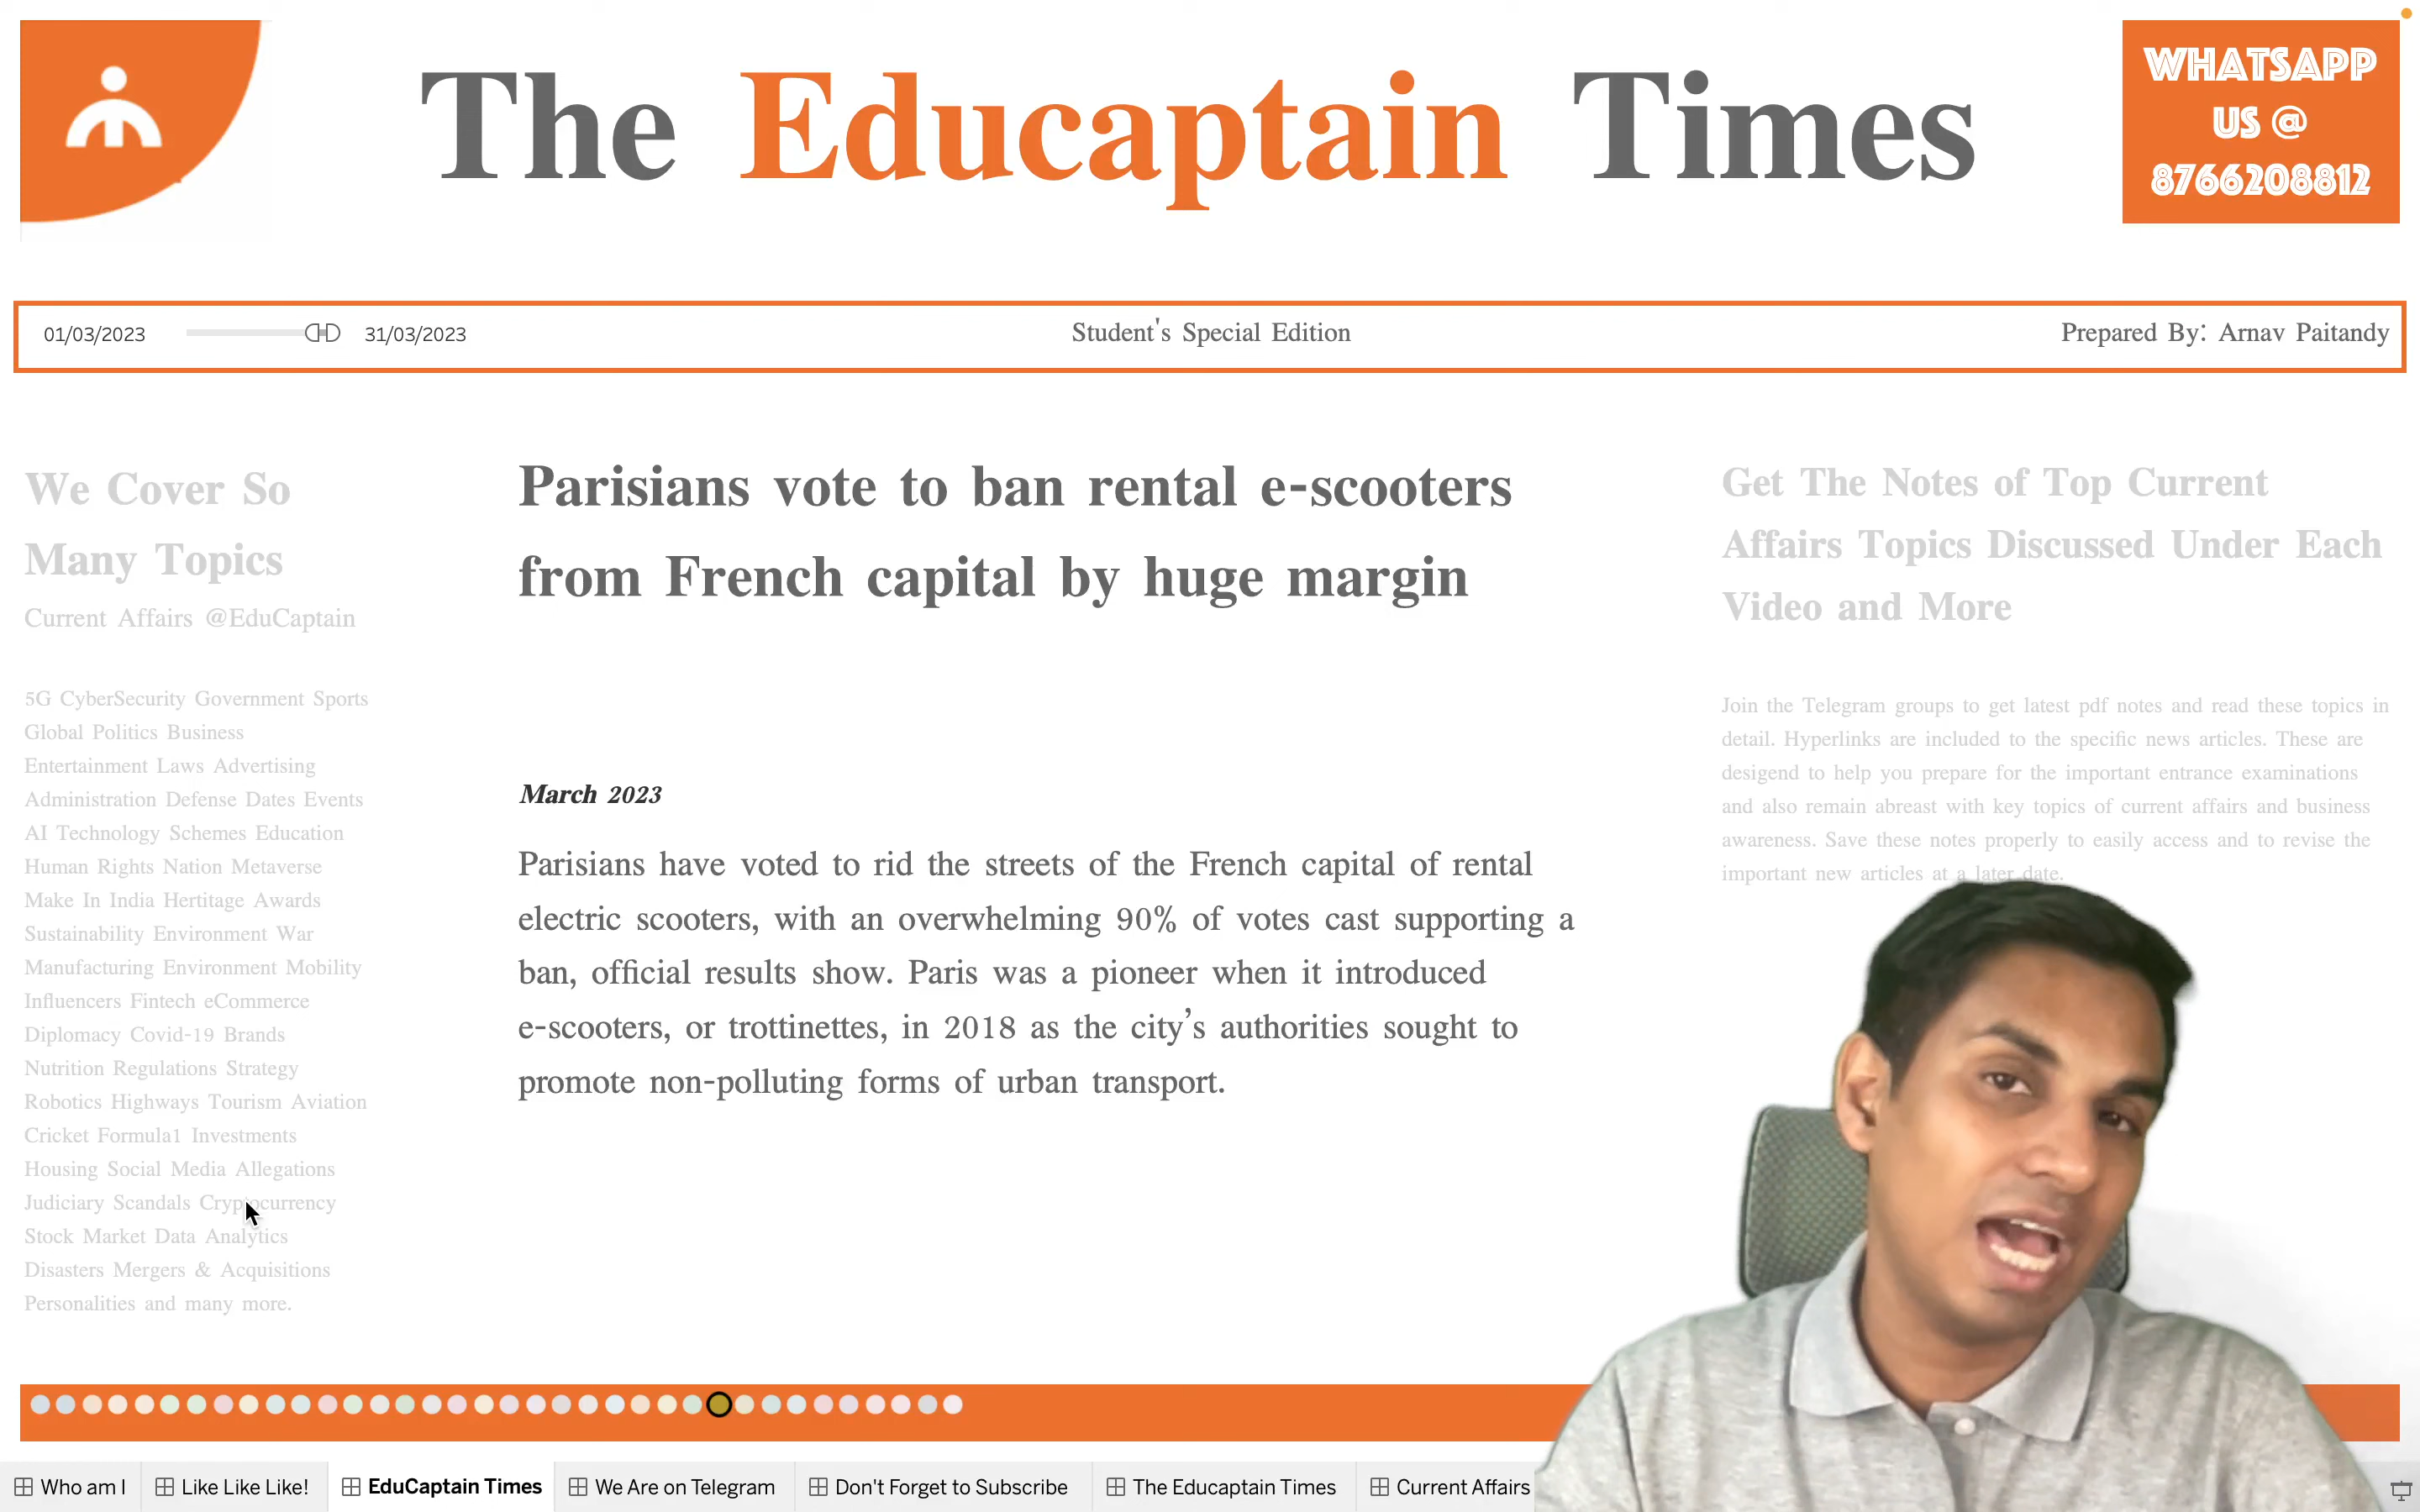 The Educaptain Times
WHATSAPP
US @
8766208812
01/03/2023
31/03/2023
Student's Special Edition
Prepared By: Arnav Paitandy
We Cover So
Many Topics
Current Affairs @EduCaptain
5G CyberSecurity Government Sports
Global Politics Business
Entertainment Laws Advertising
Administration Defense Dates Events
AI Technology Schemes Education
Human Rights Nation Metaverse
Make In India Hertitage Awards
Sustainability Environment War
Manufacturing Environment Mobility
Influencers Fintech eCommerce
Diplomacy Covid-19 Brands
Nutrition Regulations Strategy
Robotics Highways Tourism Aviation
Cricket Formula1 Investments
Housing Social Media Allegations
Judiciary Scandals Cryptocurrency
Stock Market Data Analytics
Disasters Mergers & Acquisitions
Personalities and many more.
Parisians vote to ban rental e-scooters
from French capital by huge margin
March 2023
Parisians have voted to rid the streets of the French capital of rental
electric scooters, with an overwhelming 90% of votes cast supporting a
ban, official results show. Paris was a pioneer when it introduced
e-scooters, or trottinettes, in 2018 as the city's authorities sought to
promote non-polluting forms of urban transport.
Get The Notes of Top Current
Affairs Topics Discussed Under Each
Video and More
Join the Telegram groups to get latest pdf notes and read these topics in
detail. Hyperlinks are included to the specific news articles. These are
desigend to help you prepare for the important entrance examinations
and also remain abreast with key topics of current affairs and business
awareness. Save these notes properly to easily access and to revise the
important new articles at a later date.
Who am I
Like Like Like!
EduCaptain Times
We Are on Telegram
Don't Forget to Subscribe
The Educaptain Times
Current Affairs